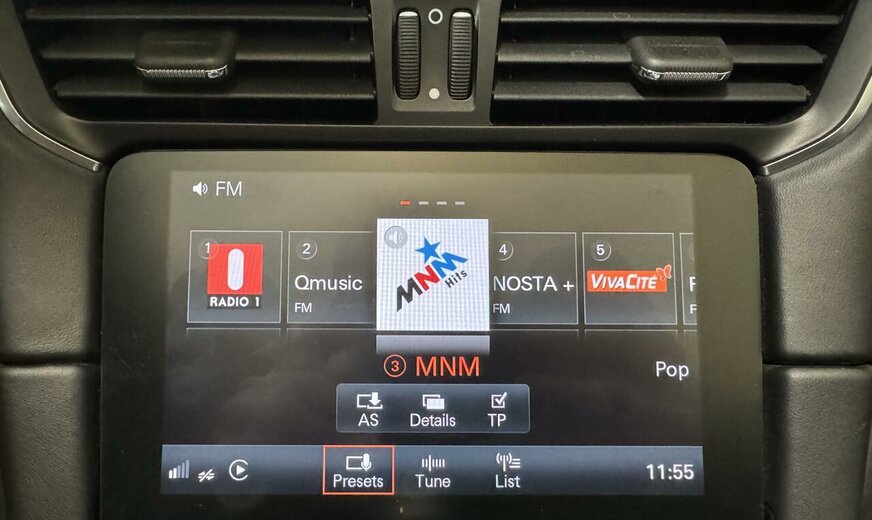 FM
1
RADIO 1
2
Qmusic
FM
MNM
Hits
4
NOSTA +
FM
5
VIVACITÉ
3 MNM
Pop
AS
Details
TP
Presets
Tune
List
11:55